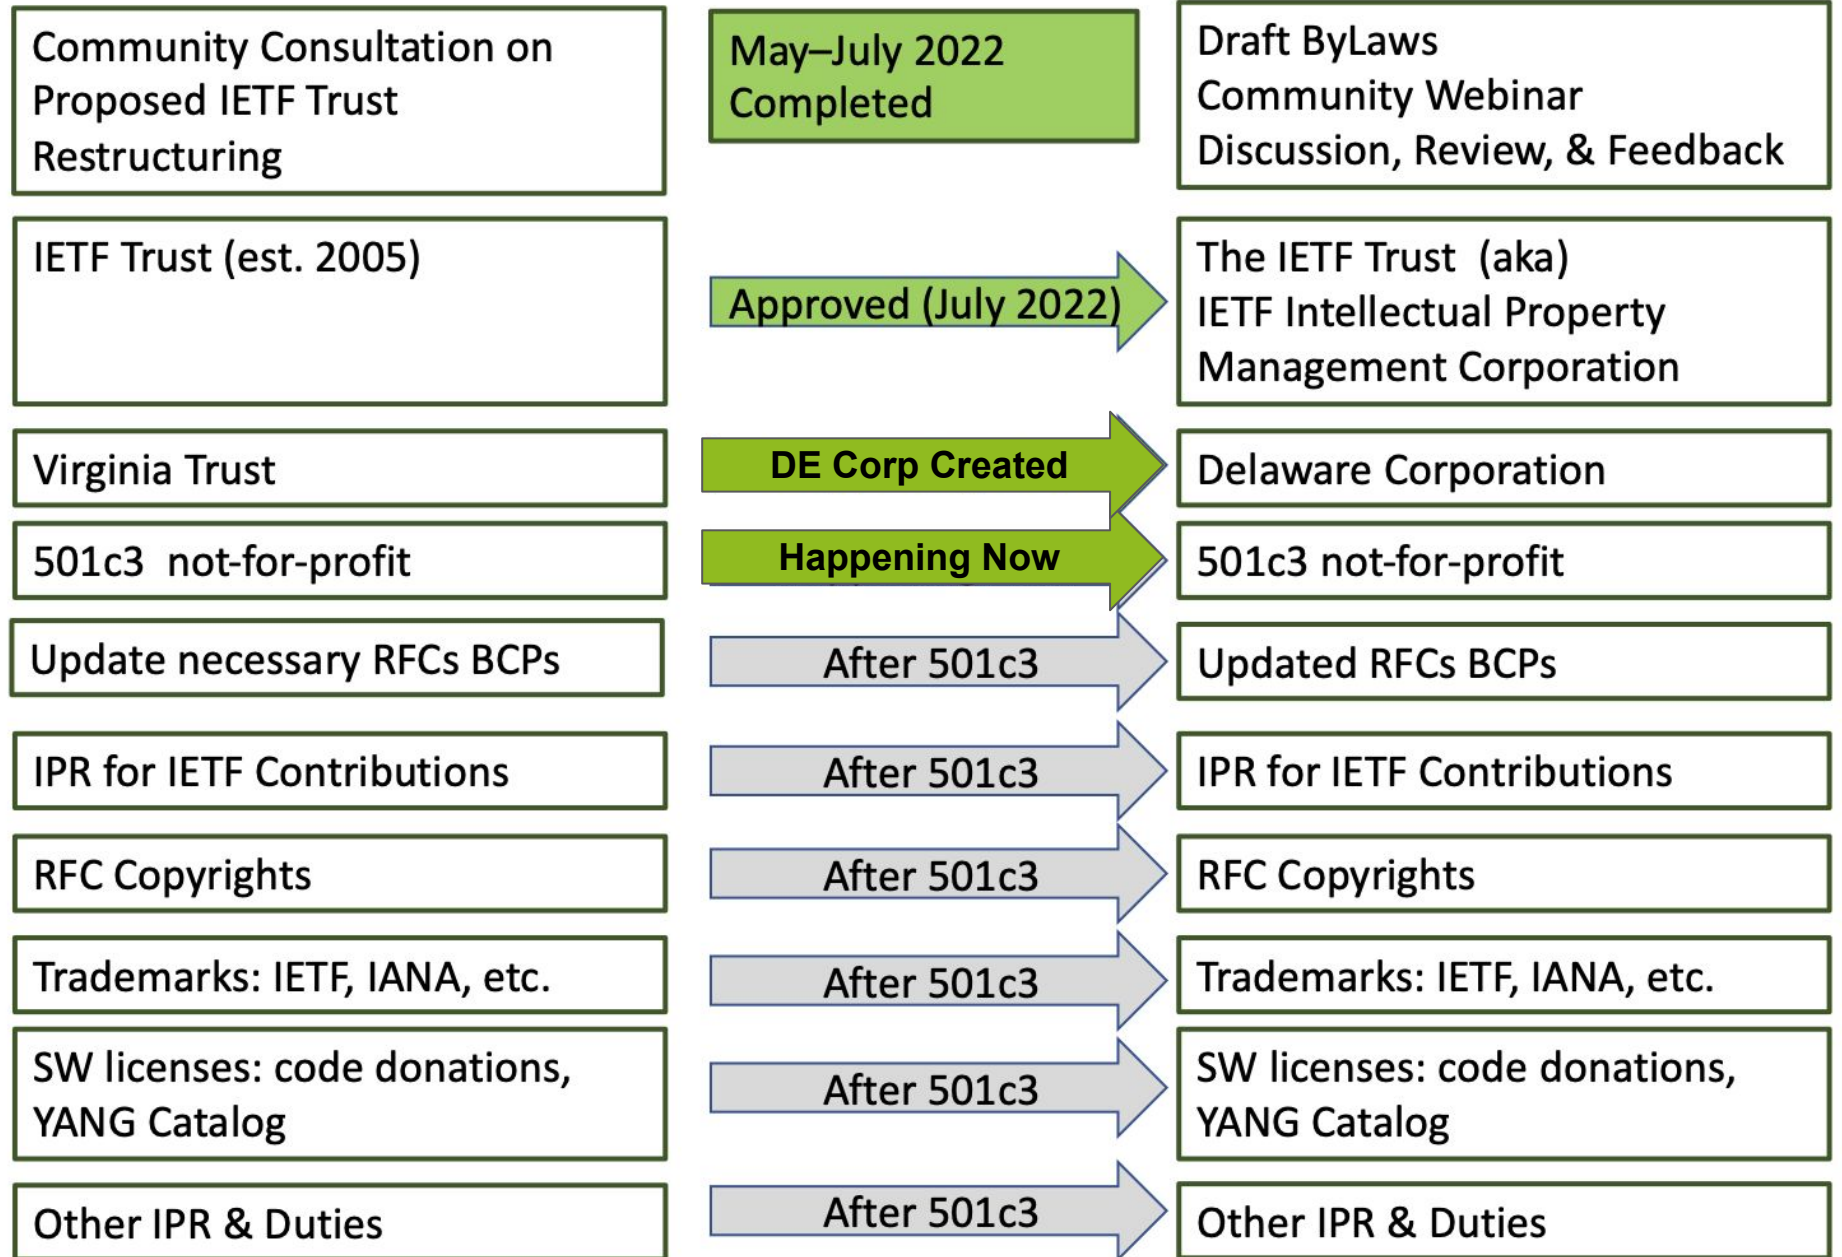 Community Consultation on
Proposed IETF Trust
Restructuring
May–July 2022
Completed
Draft ByLaws
Community Webinar
Discussion, Review, & Feedback
IETF Trust (est. 2005)
Approved (July 2022)
The IETF Trust (aka)
IETF Intellectual Property
Management Corporation
Virginia Trust
DE Corp Created
Delaware Corporation
501c3 not-for-profit
Happening Now
501c3 not-for-profit
Update necessary RFCs BCPs
After 501c3
Updated RFCs BCPs
IPR for IETF Contributions
After 501c3
IPR for IETF Contributions
RFC Copyrights
After 501c3
RFC Copyrights
Trademarks: IETF, IANA, etc.
After 501c3
Trademarks: IETF, IANA, etc.
SW licenses: code donations,
YANG Catalog
After 501c3
SW licenses: code donations,
YANG Catalog
Other IPR & Duties
After 501c3
Other IPR & Duties